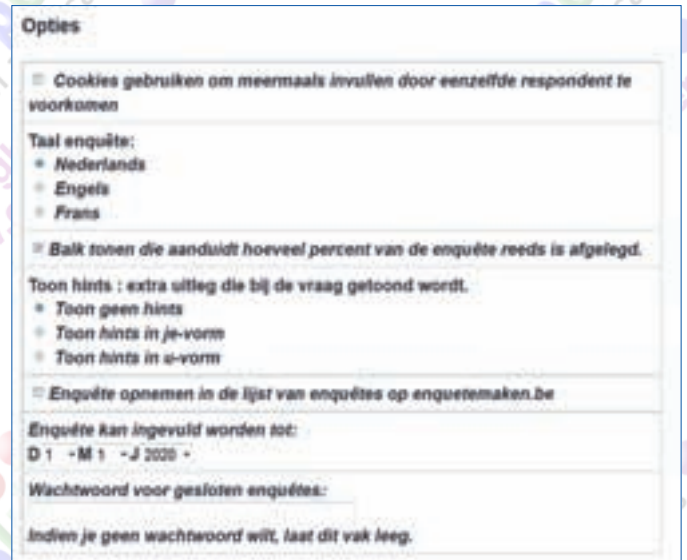 Opties
Cookies gebruiken om meermaals invullen door eenzelfde respondent te
voorkomen
Taal enquête:
Nederlands
Engels
Frans
Balk tonen die aanduidt hoeveel percent van de enquête reeds is afgelegd.
Toon hints : extra uitleg die bij de vraag getoond wordt.
Toon geen hints
Toon hints in je-vorm
Toon hints in u-vorm
Enquête opnemen in de lijst van enquêtes op enquetemaken.be
Enquête kan ingevuld worden tot:
D 1 M 1 J 2020
Wachtwoord voor gesloten enquêtes:
Indien je geen wachtwoord wilt, laat dit vak leeg.